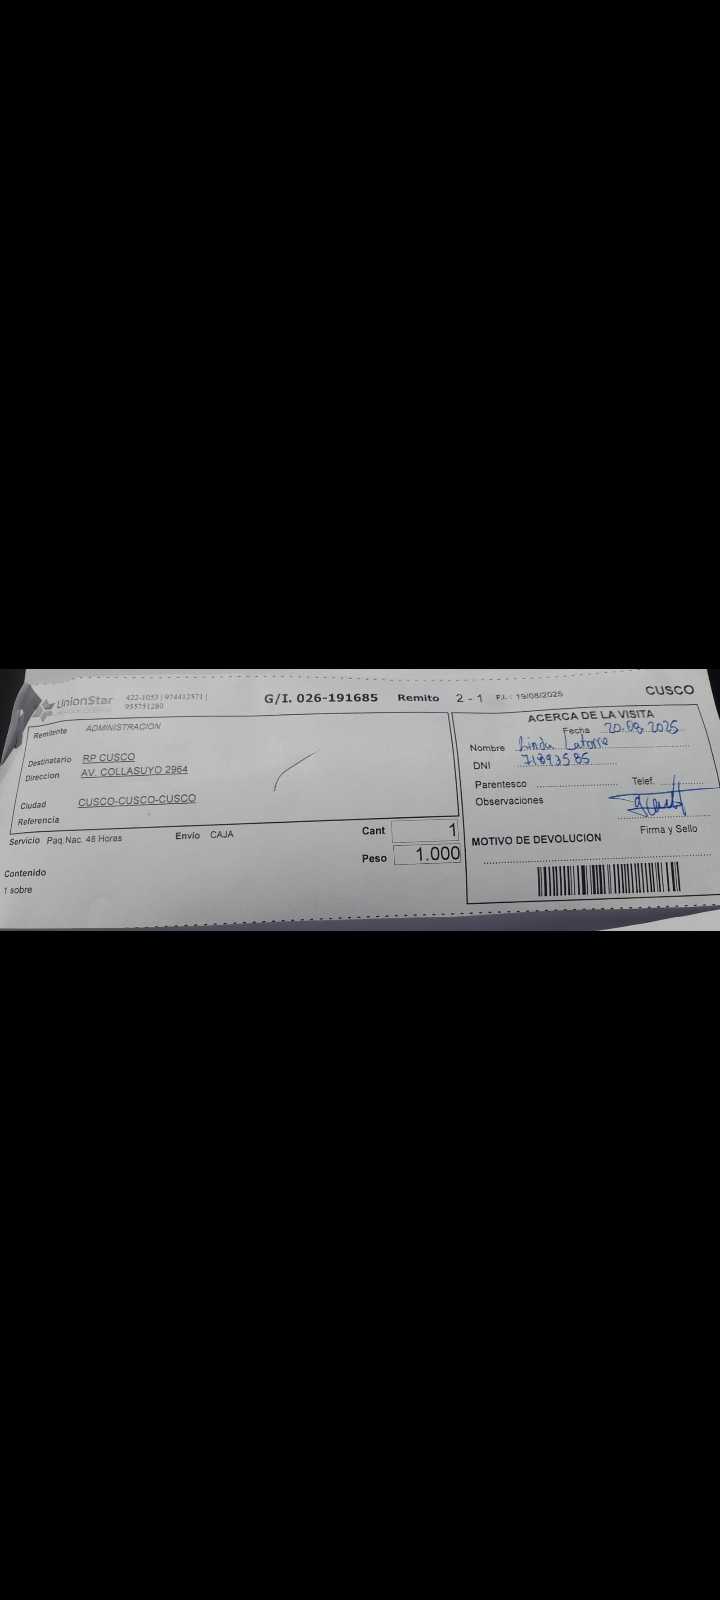 UnionStar 422-1053 | 974412571 |
955751280
G/I. 026-191685 Remito 2 - 1 F.I.: 19/08/2025 CUSCO
Remitente ADMINISTRACION
Destinatario RP CUSCO
Direccion AV. COLLASUYO 2964
Ciudad CUSCO-CUSCO-CUSCO
Referencia
Servicio Paq Nac. 48 Horas Envio CAJA Cant 1
Peso 1.000
Contenido
1 sobre
ACERCA DE LA VISITA
Fecha 20.08.2025
Nombre Linda Latorre
DNI 71893585
Parentesco Telef.
Observaciones
Firma y Sello
MOTIVO DE DEVOLUCION